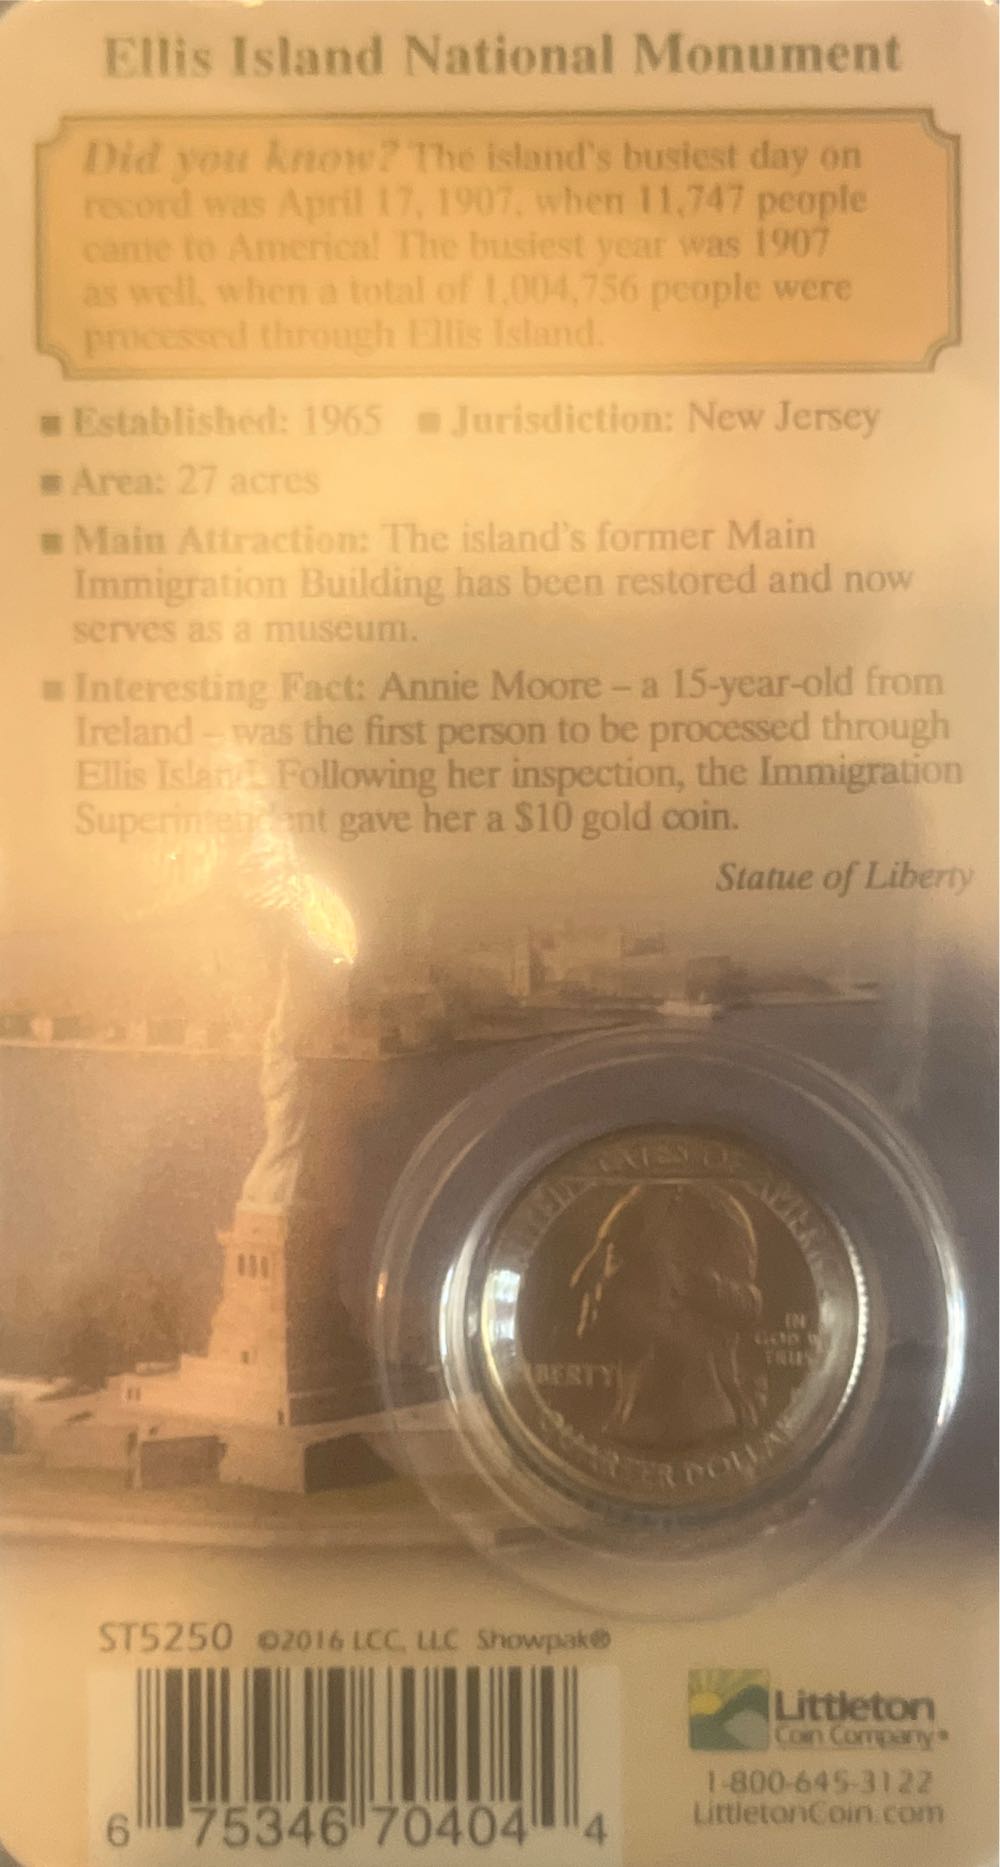 Ellis Island National Monument
Did you know? The island's busiest day on
record was April 17, 1907, when 11,747 people
came to America! The busiest year was 1907
as well, when a total of 1,004,756 people were
processed through Ellis Island.
■ Established: 1965 ■ Jurisdiction: New Jersey
■ Area: 27 acres
■ Main Attraction: The island's former Main
Immigration Building has been restored and now
serves as a museum.
■ Interesting Fact: Annie Moore – a 15-year-old from
Ireland – was the first person to be processed through
Ellis Island. Following her inspection, the Immigration
Superintendent gave her a $10 gold coin.
Statue of Liberty
STATES OF AMERICA
IN
GOD W
TRUS
BERTY
QUARTER DOLLAR
ST5250 ©2016 LCC, LLC Showpak®
6 75346 70404 4
Littleton
Coin Company®
1-800-645-3122
LittletonCoin.com